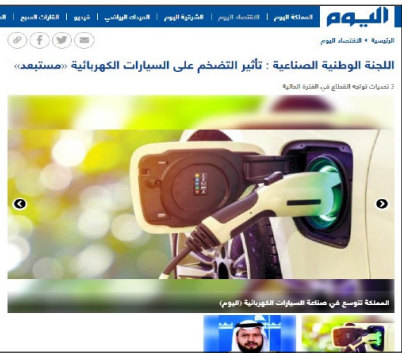 اليوم
المملكة اليوم | الاقتصاد اليوم | الشرقية اليوم | الميدان الرياضي | فيديو | القارات السبع
الرئيسية » الاقتصاد اليوم
اللجنة الوطنية الصناعية : تأثير التضخم على السيارات الكهربائية «مستبعد»
3 تحديات تواجه القطاع في الفترة الحالية
المملكة تتوسع في صناعة السيارات الكهربائية (اليوم)